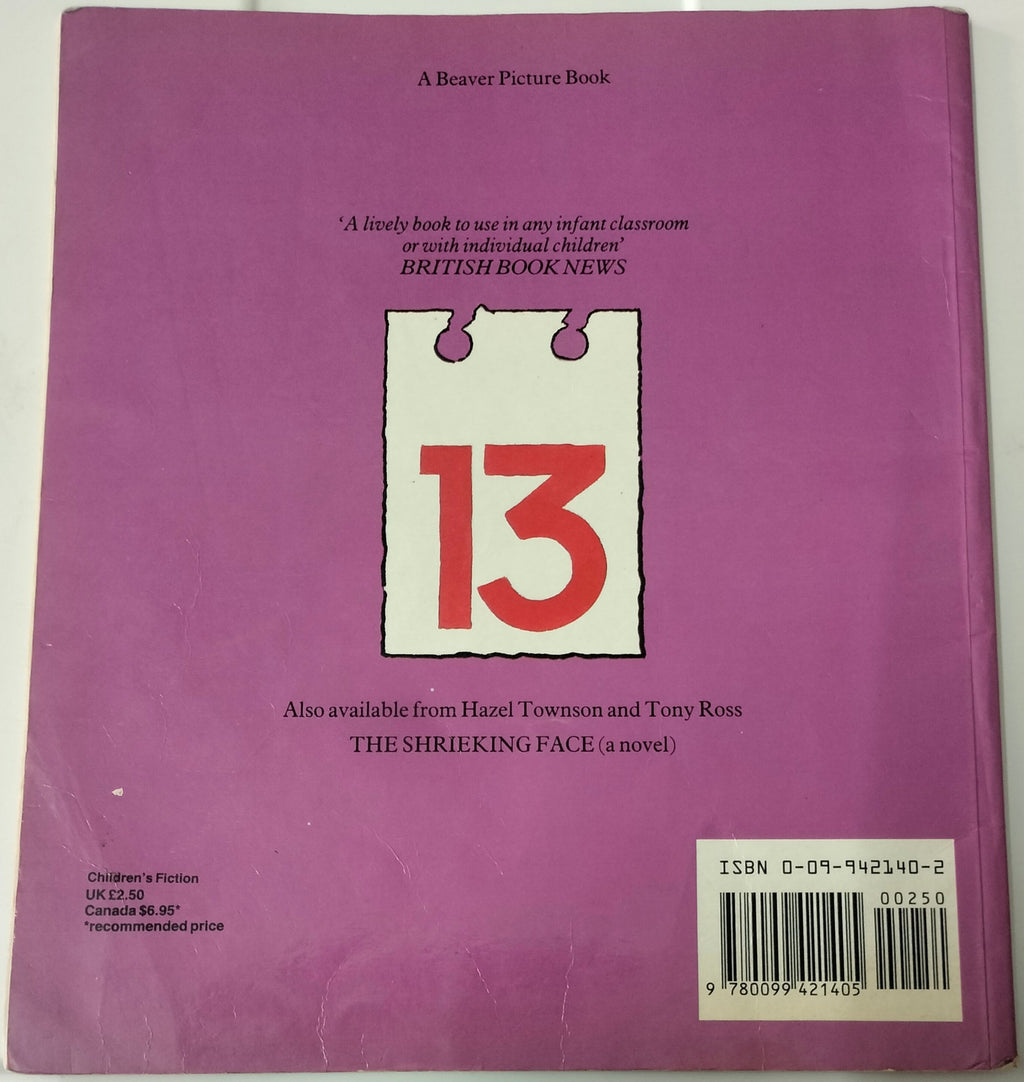 A Beaver Picture Book
‘A lively book to use in any infant classroom
or with individual children’
BRITISH BOOK NEWS
13
Also available from Hazel Townson and Tony Ross
THE SHRIEKING FACE (a novel)
Children's Fiction
UK £2.50
Canada $6.95*
*recommended price
ISBN 0-09-942140-2
00250
9 780099 421405